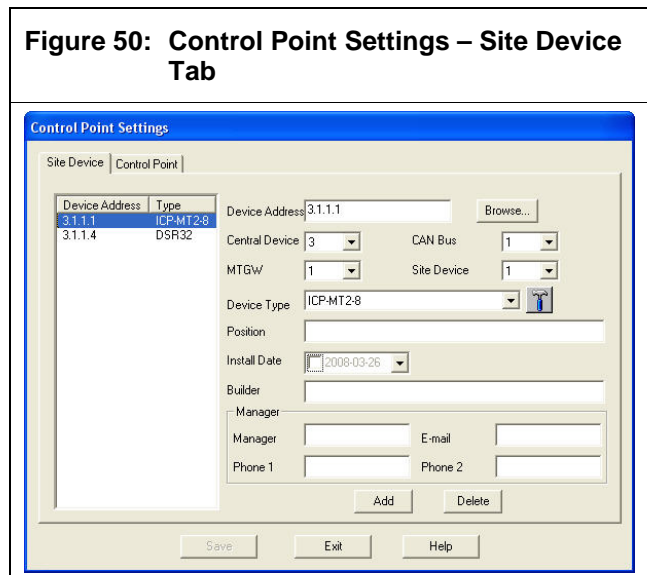 Figure 50: Control Point Settings – Site Device
Tab
Control Point Settings
Site Device Control Point
Device Address Type
3.1.1.1 ICP-MT2-8
3.1.1.4 DSR32
Device Address 3.1.1.1 Browse...
Central Device 3 CAN Bus 1
MTGW 1 Site Device 1
Device Type ICP-MT2-8
Position
Install Date 2008-03-26
Builder
Manager
Manager E-mail
Phone 1 Phone 2
Add Delete
Save Exit Help